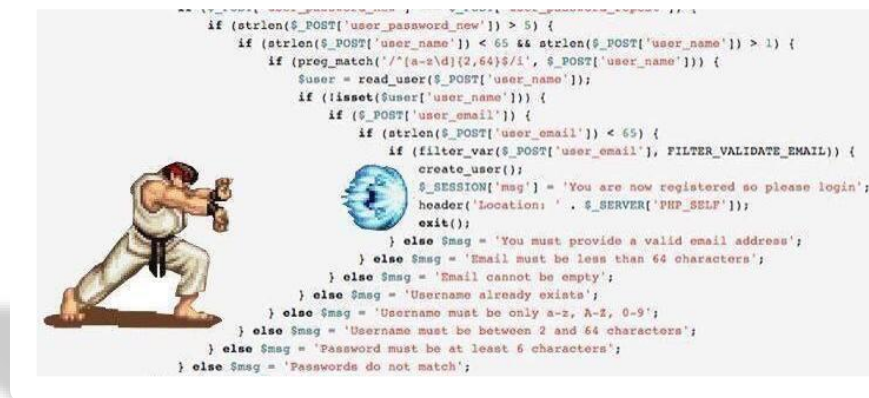 if (strlen($_POST['user_password_new']) > 5) {
if (strlen($_POST['user_name']) < 65 && strlen($_POST['user_name']) > 1) {
if (preg_match('/^[a-z\d]{2,64}$/i', $_POST['user_name'])) {
$user = read_user($_POST['user_name']);
if (!isset($user['user_name'])) {
if ($_POST['user_email']) {
if (strlen($_POST['user_email']) < 65) {
if (filter_var($_POST['user_email'], FILTER_VALIDATE_EMAIL)) {
create_user();
$_SESSION['msg'] = 'You are now registered so please login';
header('Location: ' . $_SERVER['PHP_SELF']);
exit();
} else $msg = 'You must provide a valid email address';
} else $msg = 'Email must be less than 64 characters';
} else $msg = 'Email cannot be empty';
} else $msg = 'Username already exists';
} else $msg = 'Username must be only a-z, A-Z, 0-9';
} else $msg = 'Username must be between 2 and 64 characters';
} else $msg = 'Password must be at least 6 characters';
} else $msg = 'Passwords do not match';